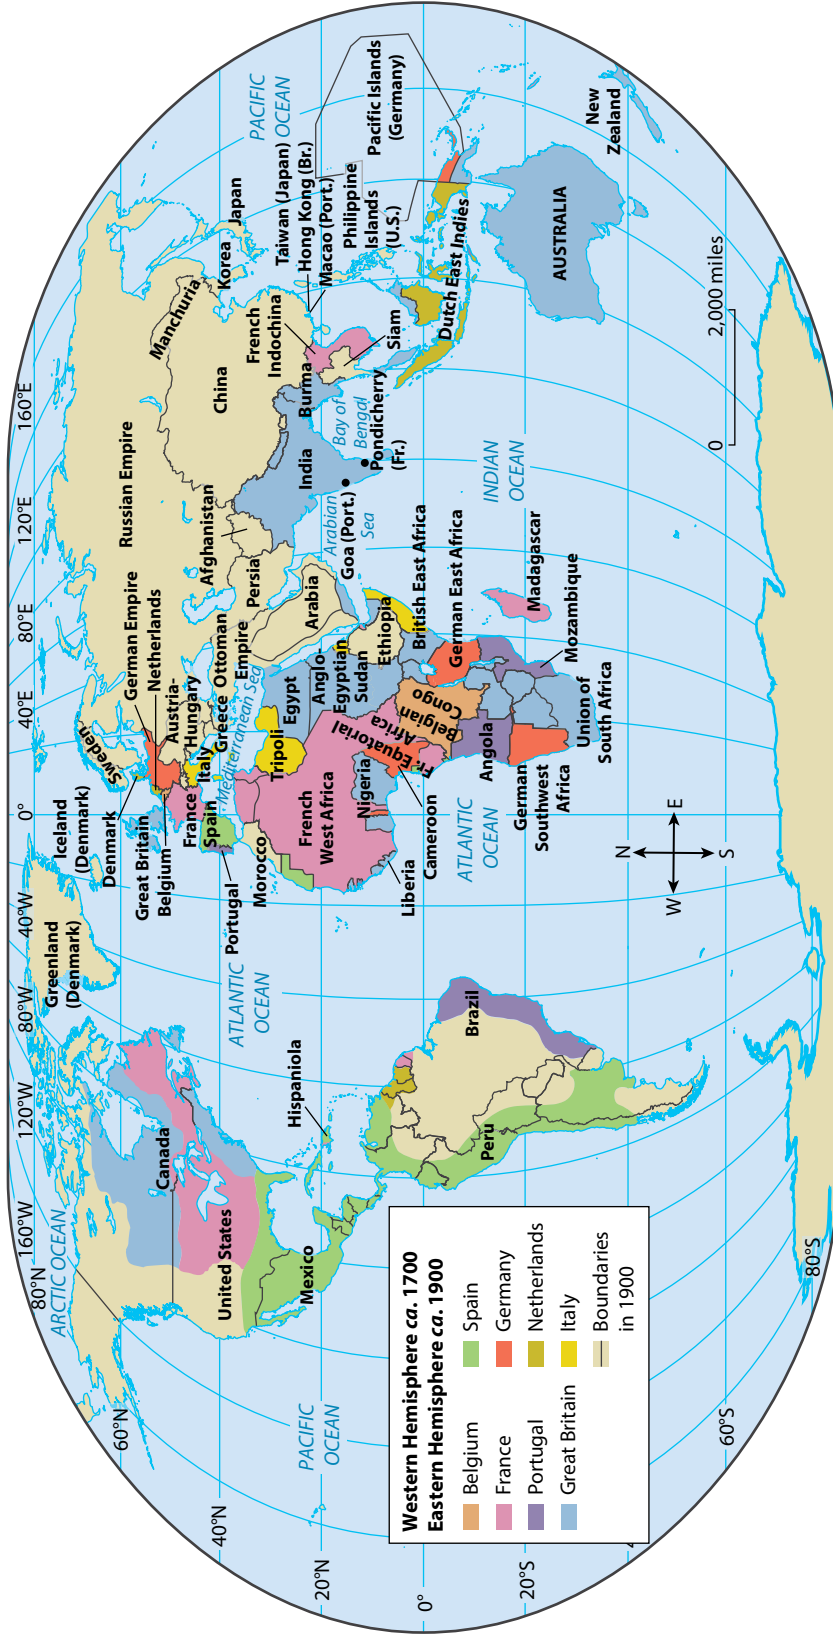 ARCTIC OCEAN
80°N
160°W
120°W
80°W
40°W
0°
40°E
80°E
120°E
160°E
60°N
40°N
20°N
0°
20°S
60°S
80°S
Greenland
(Denmark)
Iceland
(Denmark)
Denmark
Great Britain
Belgium
Sweden
German Empire
Netherlands
Austria-
Hungary
France
Spain
Portugal
Italy
Greece
Ottoman
Empire
Mediterranean Sea
Russian Empire
Manchuria
Korea
Japan
China
Afghanistan
Persia
Arabia
India
Burma
French
Indochina
Siam
Taiwan (Japan)
Hong Kong (Br.)
Macao (Port.)
Philippine
Islands
(U.S.)
Pacific Islands
(Germany)
PACIFIC
OCEAN
Arabian
Sea
Bay of
Bengal
Goa (Port.)
Pondicherry
(Fr.)
Dutch East Indies
AUSTRALIA
New
Zealand
INDIAN
OCEAN
Morocco
Tripoli
Egypt
Anglo-
Egyptian
Sudan
French
West Africa
Nigeria
Fr. Equatorial
Africa
Ethiopia
British East Africa
German East Africa
Belgian
Congo
Liberia
Cameroon
Angola
German
Southwest
Africa
Union of
South Africa
Mozambique
Madagascar
ATLANTIC
OCEAN
ATLANTIC
OCEAN
Canada
United States
Mexico
Hispaniola
Peru
Brazil
PACIFIC
OCEAN
N
W
E
S
0
2,000 miles
Western Hemisphere ca. 1700
Eastern Hemisphere ca. 1900
Belgium
France
Portugal
Great Britain
Spain
Germany
Netherlands
Italy
Boundaries
in 1900